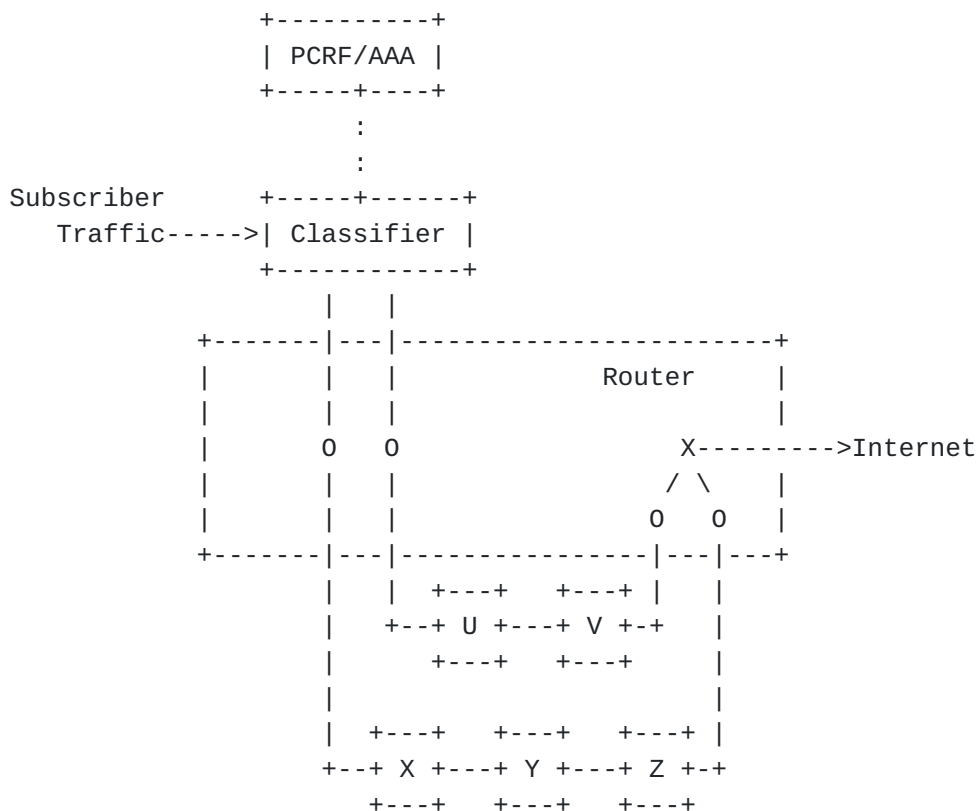 PCRF/AAA
Subscriber
Traffic----->| Classifier |
Router
O O X--------->Internet
O O
U V
X Y Z